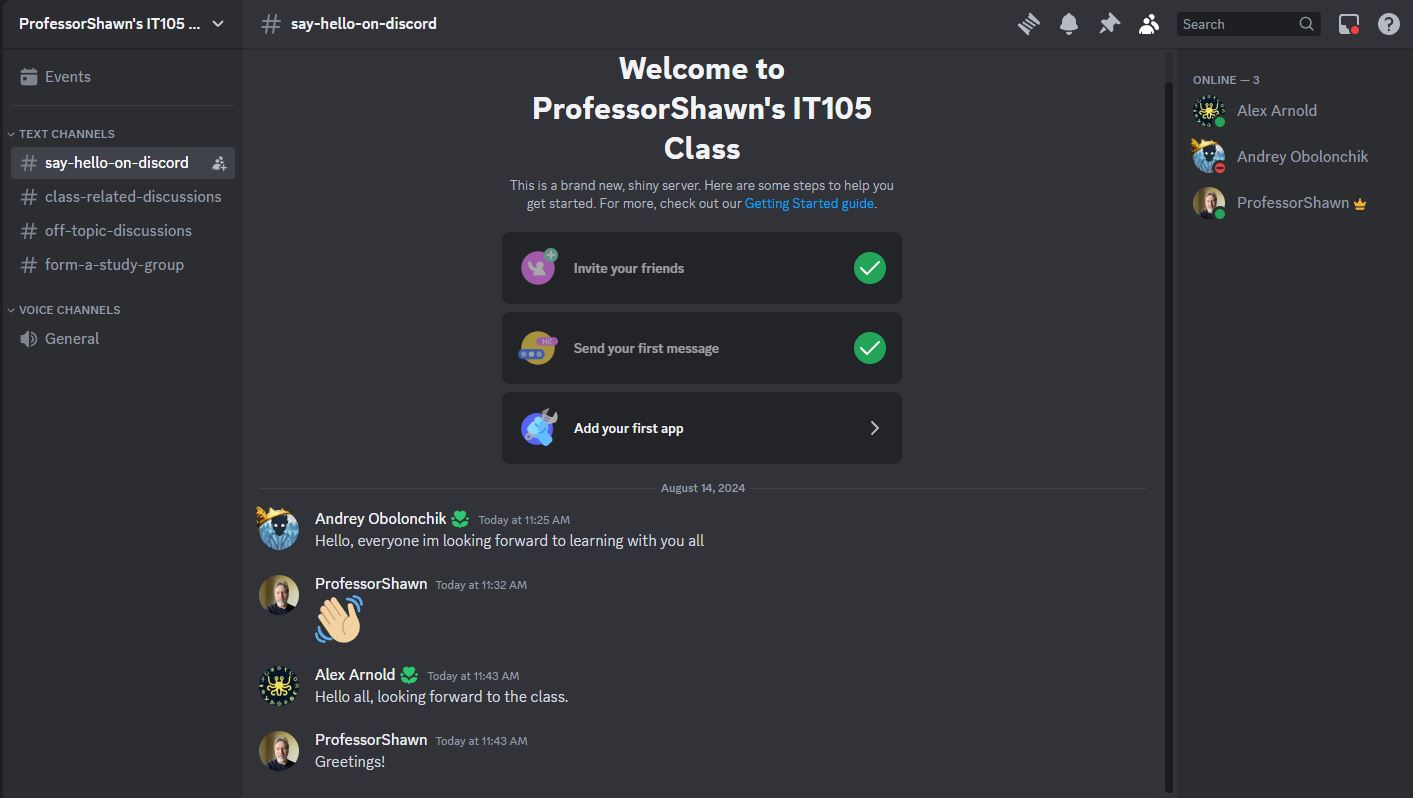 ProfessorShawn's IT105 ...
Events
TEXT CHANNELS
say-hello-on-discord
class-related-discussions
off-topic-discussions
form-a-study-group
VOICE CHANNELS
General
say-hello-on-discord
Search
Welcome to
ProfessorShawn's IT105
Class
This is a brand new, shiny server. Here are some steps to help you
get started. For more, check out our Getting Started guide.
Invite your friends
Hi!
Send your first message
Add your first app
August 14, 2024
Andrey Obolonchik Today at 11:25 AM
Hello, everyone im looking forward to learning with you all
ProfessorShawn Today at 11:32 AM
Alex Arnold Today at 11:43 AM
Hello all, looking forward to the class.
ProfessorShawn Today at 11:43 AM
Greetings!
ONLINE — 3
Alex Arnold
Andrey Obolonchik
ProfessorShawn